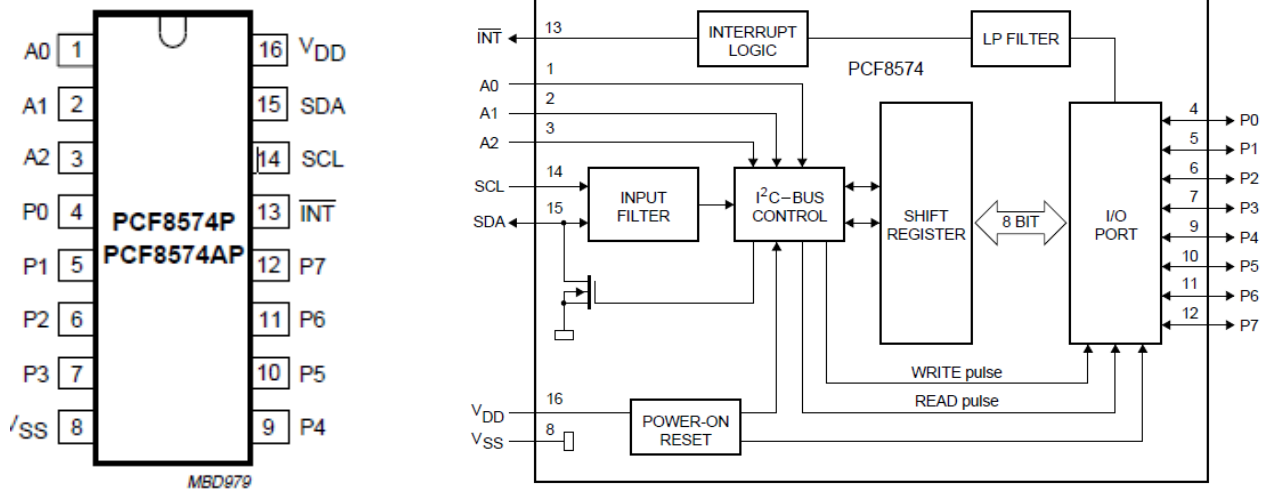 A0 1 16 VDD
A1 2 15 SDA
A2 3 14 SCL
P0 4 13 INT
PCF8574P
PCF8574AP
P1 5 12 P7
P2 6 11 P6
P3 7 10 P5
VSS 8 9 P4
MBD979
INT 13 INTERRUPT LOGIC LP FILTER
PCF8574
1
A0
2
A1
3
A2
SCL 14
SDA 15
INPUT
FILTER
I²C–BUS
CONTROL
SHIFT
REGISTER
8 BIT
I/O
PORT
4 P0
5 P1
6 P2
7 P3
9 P4
10 P5
11 P6
12 P7
WRITE pulse
READ pulse
VDD 16
VSS 8
POWER-ON
RESET